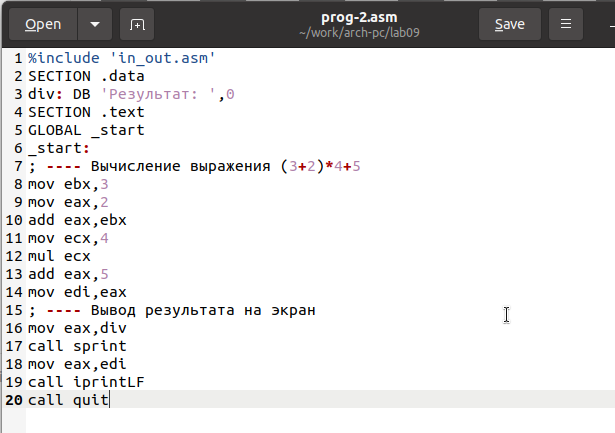 Open
prog-2.asm
~/work/arch-pc/lab09
Save
1 %include 'in_out.asm'
2 SECTION .data
3 div: DB 'Результат: ',0
4 SECTION .text
5 GLOBAL _start
6 _start:
7 ; ---- Вычисление выражения (3+2)*4+5
8 mov ebx,3
9 mov eax,2
10 add eax,ebx
11 mov ecx,4
12 mul ecx
13 add eax,5
14 mov edi,eax
15 ; ---- Вывод результата на экран
16 mov eax,div
17 call sprint
18 mov eax,edi
19 call iprintLF
20 call quit